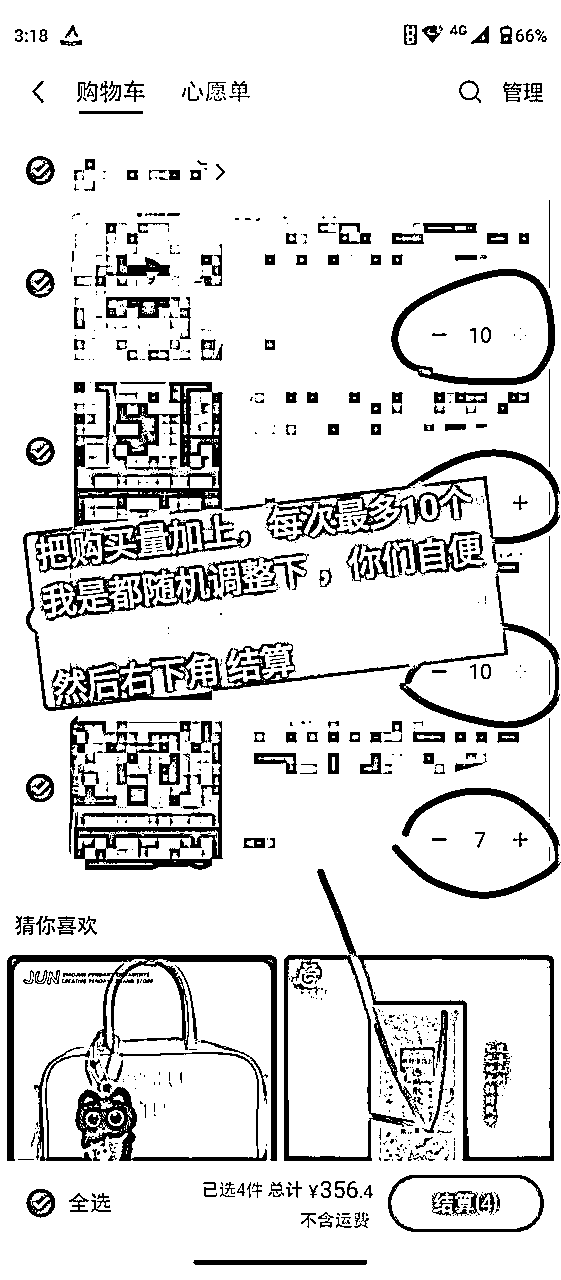 3:18
4G
66%
购物车
心愿单
管理
10
+
把购买量加上，每次最多10个
我是都随机调整下，你们自便
然后右下角 结算
10
7
+
猜你喜欢
JUN
全选
已选4件 总计 ¥356.4
不含运费
结算(4)